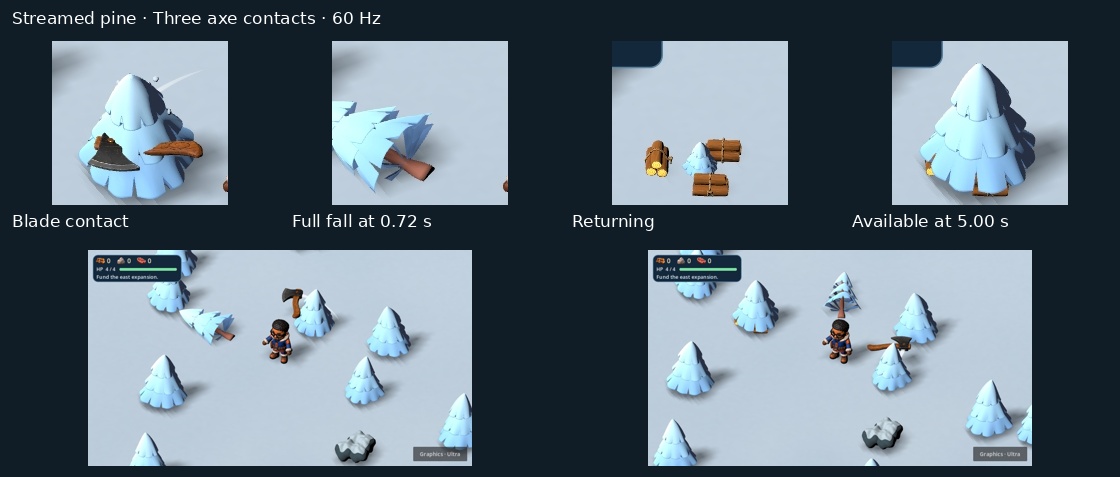 Streamed pine · Three axe contacts · 60 Hz
Blade contact
Full fall at 0.72 s
Returning
Available at 5.00 s
0 0 0
HP 4/4
Fund the east expansion.
Graphics · Ultra
0 0 0
HP 4/4
Fund the east expansion.
Graphics · Ultra